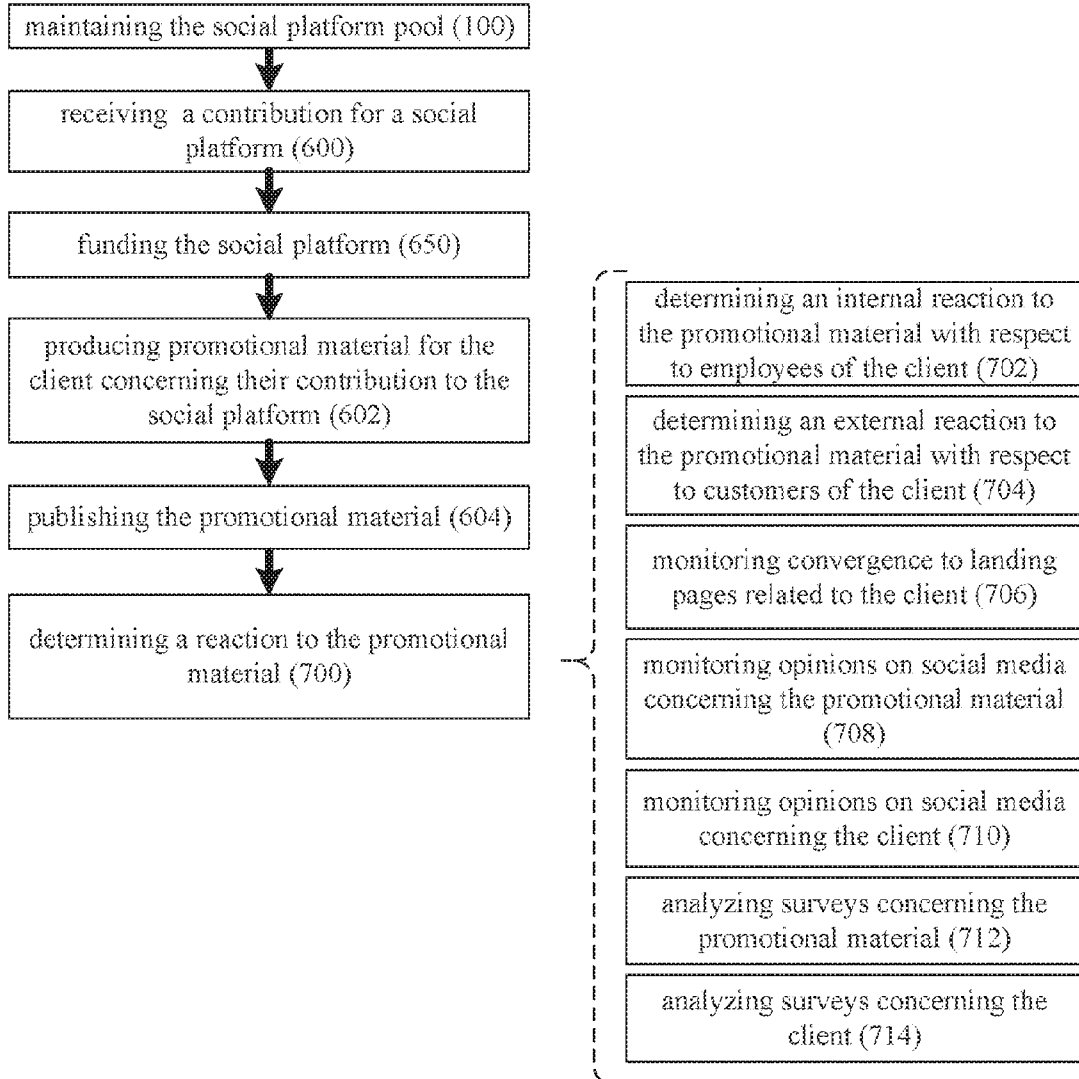 maintaining the social platform pool (100)
receiving a contribution for a social
platform (600)
funding the social platform (650)
producing promotional material for the
client concerning their contribution to the
social platform (602)
publishing the promotional material (604)
determining a reaction to the promotional
material (700)
determining an internal reaction to
the promotional material with respect
to employees of the client (702)
determining an external reaction to
the promotional material with respect
to customers of the client (704)
monitoring convergence to landing
pages related to the client (706)
monitoring opinions on social media
concerning the promotional material
(708)
monitoring opinions on social media
concerning the client (710)
analyzing surveys concerning the
promotional material (712)
analyzing surveys concerning the
client (714)